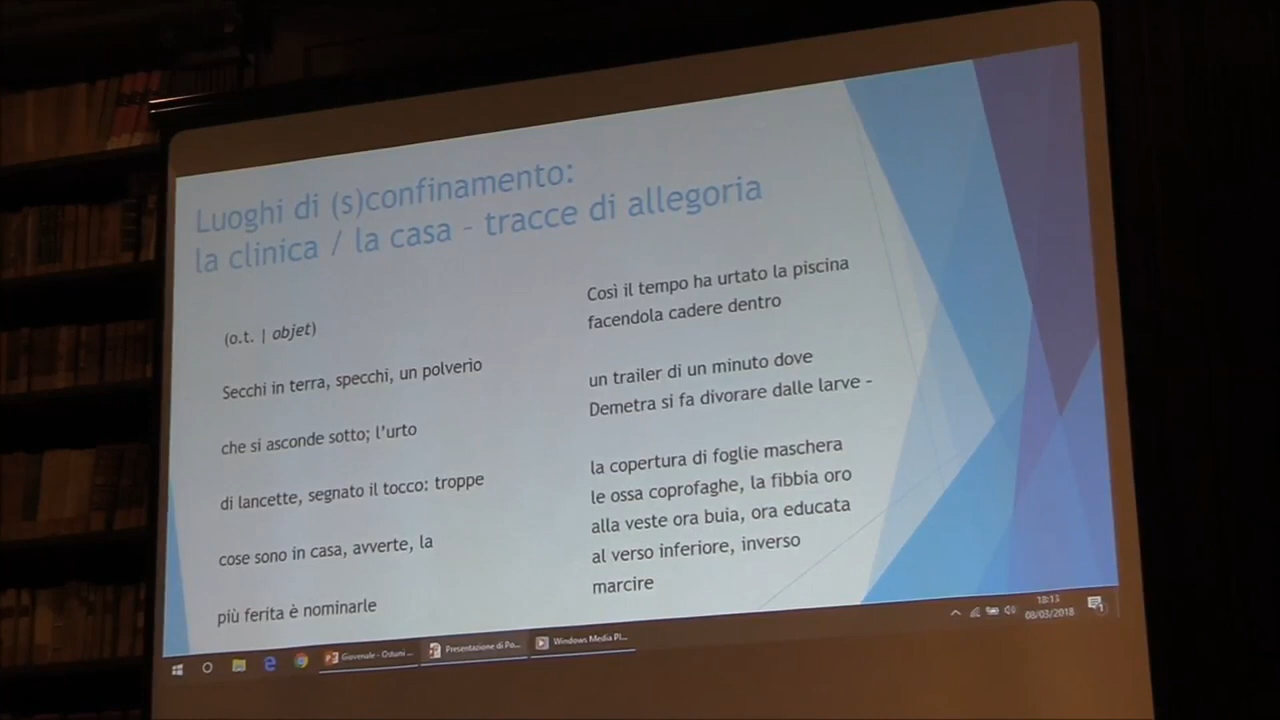 Luoghi di (s)confinamento:
la clinica / la casa – tracce di allegoria
(o.t. | objet)
Secchi in terra, specchi, un polverìo
che si asconde sotto; l'urto
di lancette, segnato il tocco: troppe
cose sono in casa, avverte, la
più ferita è nominarle
Così il tempo ha urtato la piscina
facendola cadere dentro
un trailer di un minuto dove
Demetra si fa divorare dalle larve –
la copertura di foglie maschera
le ossa coprofaghe, la fibbia oro
alla veste ora buia, ora educata
al verso inferiore, inverso
marcire
Giovenale - Ostuni ...
Presentazione di Po...
Windows Media Pl...
18:13
08/03/2018
1